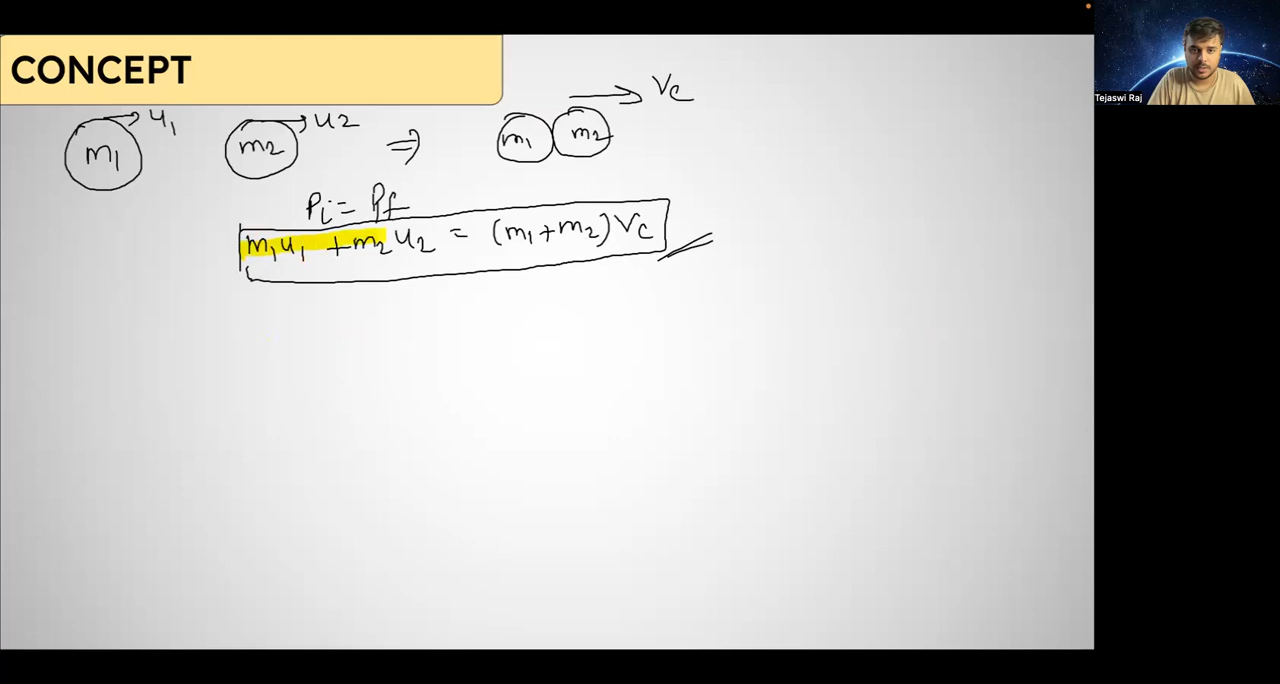 CONCEPT
Tejaswi Raj
m₁ → u₁ m₂ → u2 ⇒ m₁ m₂ → Vc
Pi = Pf
m₁u₁ + m₂u₂ = (m₁+m₂)Vc